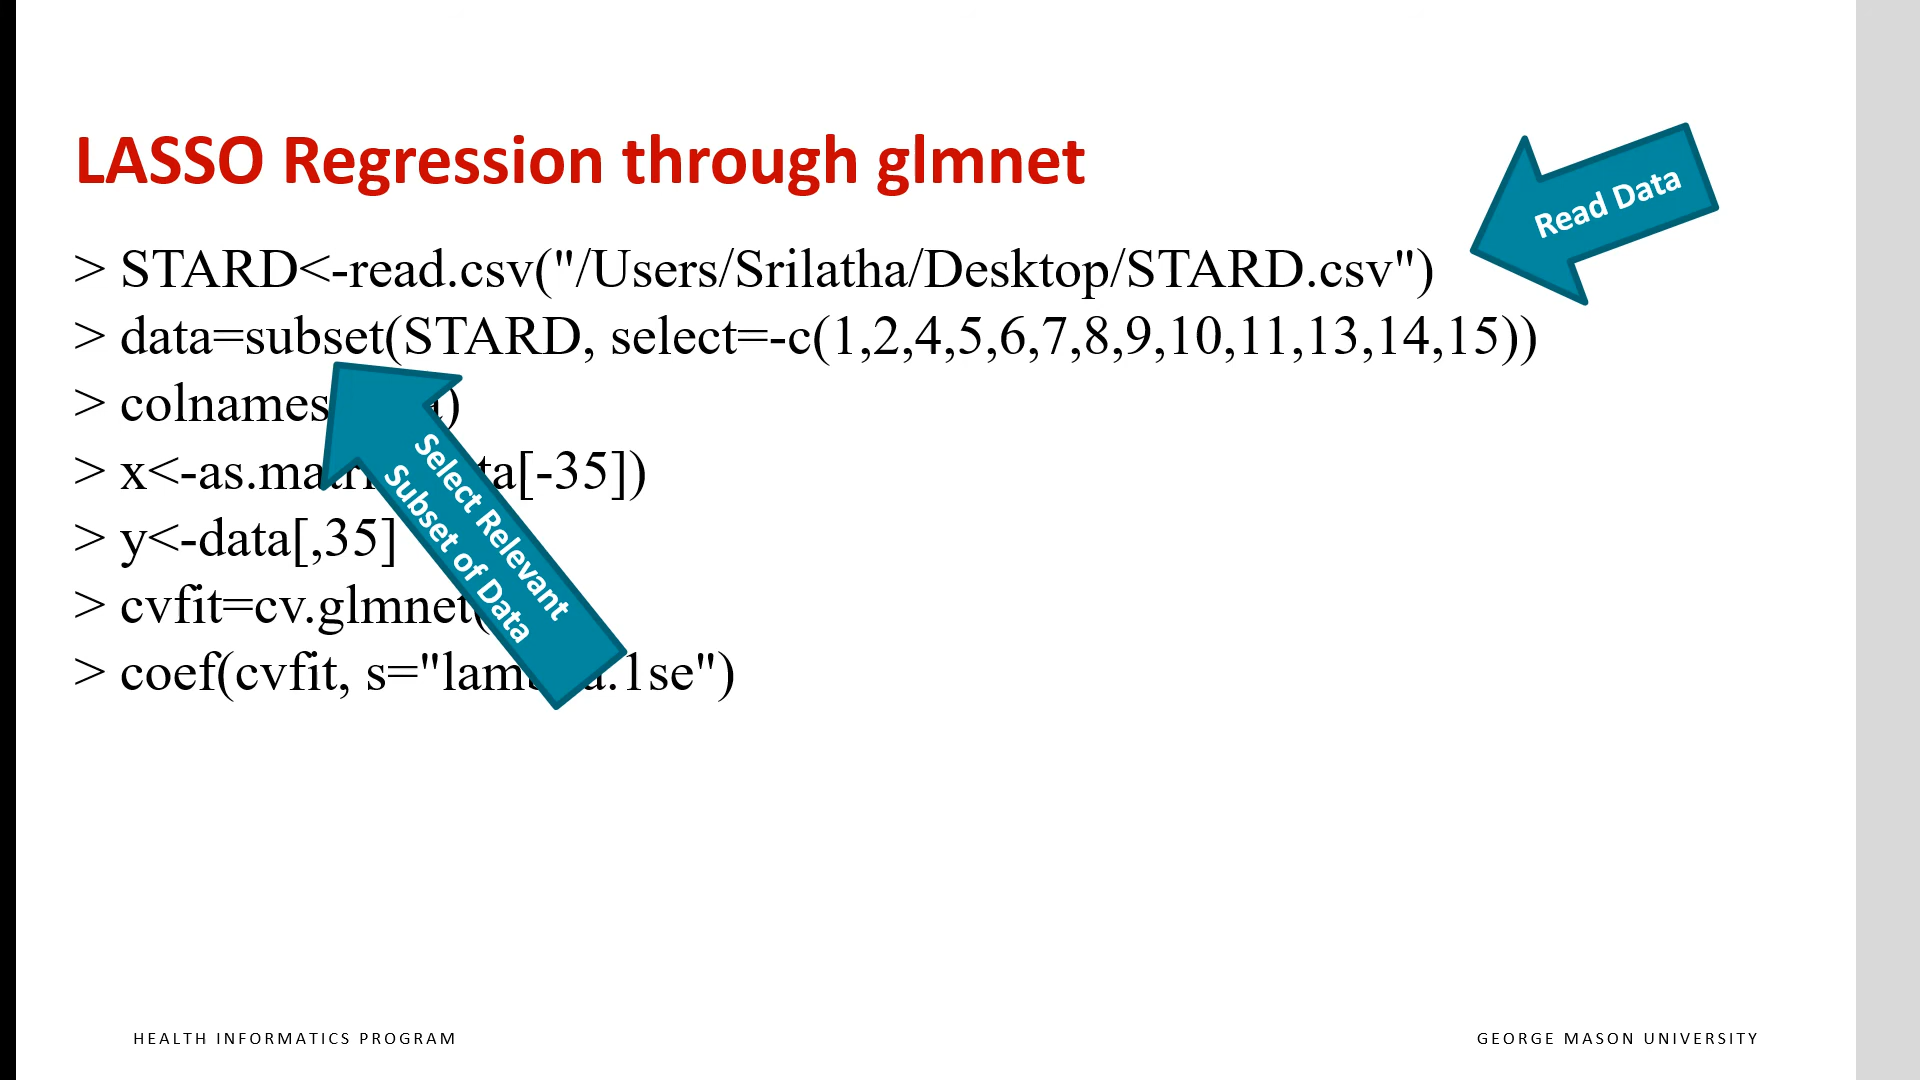 LASSO Regression through glmnet
Read Data
> STARD<-read.csv("/Users/Srilatha/Desktop/STARD.csv")
> data=subset(STARD, select=-c(1,2,4,5,6,7,8,9,10,11,13,14,15))
> colnames
> x<-as.matr ta[-35])
> y<-data[,35]
> cvfit=cv.glmnet(
> coef(cvfit, s="lam .1se")
Select Relevant
Subset of Data
HEALTH INFORMATICS PROGRAM
GEORGE MASON UNIVERSITY